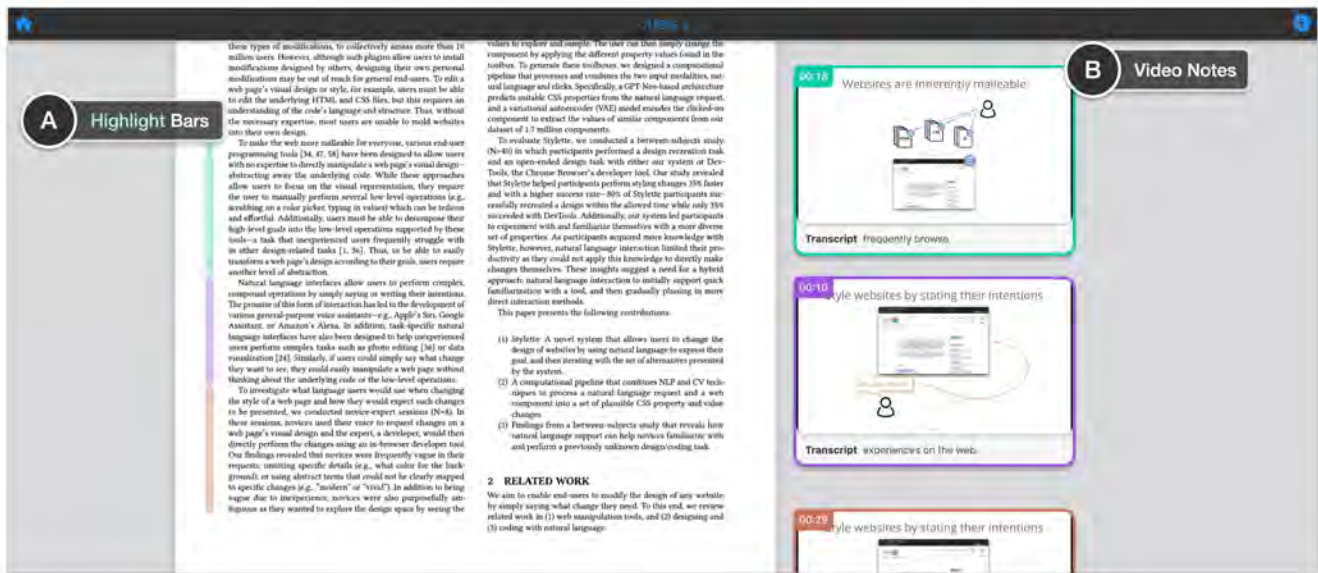 A
Highlight Bars
these types of modifications, to collectively amass more than 16
million users. However, although such plugins allow users to install
modifications designed by others, designing their own personal
modifications may be out of reach for general end-users. To edit a
web page's visual design or style, for example, users must be able
to edit the underlying HTML and CSS files, but this requires an
understanding of the code's language and structure. Thus, without
the necessary expertise, most users are unable to mold websites
into their own design.
To make the web more malleable for everyone, various end-user
programming tools [34, 47, 58] have been designed to allow users
with no expertise to directly manipulate a web page's visual design—
abstracting away the underlying code. While these approaches
allow users to focus on the visual representation, they require
the user to manually perform several low-level operations (e.g.,
scrubbing on a color picker, typing in values) which can be tedious
and effortful. Additionally, users must be able to decompose their
high-level goals into the low-level operations supported by these
tools—a task that inexperienced users frequently struggle with
in other design-related tasks [1, 36]. Thus, to be able to easily
transform a web page's design according to their goals, users require
another level of abstraction.
Natural language interfaces allow users to perform complex,
compound operations by simply saying or writing their intentions.
The promise of this form of interaction has led to the development of
various general-purpose voice assistants—e.g., Apple's Siri, Google
Assistant, or Amazon's Alexa. In addition, task-specific natural
language interfaces have also been designed to help inexperienced
users perform complex tasks such as photo editing [36] or data
visualization [24]. Similarly, if users could simply say what change
they want to see, they could easily manipulate a web page without
thinking about the underlying code or the low-level operations.
To investigate what language users would use when changing
the style of a web page and how they would expect such changes
to be presented, we conducted novice-expert sessions (N=8). In
these sessions, novices used their voice to request changes on a
web page's visual design and the expert, a developer, would then
directly perform the changes using an in-browser developer tool.
Our findings revealed that novices were frequently vague in their
requests; omitting specific details (e.g., what color for the back-
ground), or using abstract terms that could not be clearly mapped
to specific changes (e.g., "modern" or "vivid"). In addition to being
vague due to inexperience, novices were also purposefully am-
biguous as they wanted to explore the design space by seeing the
values to explore and sample. The user can then simply change the
component by applying the different property values found in the
toolbox. To generate these toolboxes, we designed a computational
pipeline that processes and combines the two input modalities, nat-
ural language and clicks. Specifically, a GPT-Neo-based architecture
predicts suitable CSS properties from the natural language request,
and a variational autoencoder (VAE) model encodes the clicked-on
component to extract the values of similar components from our
dataset of 1.7 million components.
To evaluate Stylette, we conducted a between-subjects study
(N=40) in which participants performed a design recreation task
and an open-ended design task with either our system or Dev-
Tools, the Chrome Browser's developer tool. Our study revealed
that Stylette helped participants perform styling changes 35% faster
and with a higher success rate—80% of Stylette participants suc-
cessfully recreated a design within the allowed time while only 35%
succeeded with DevTools. Additionally, our system led participants
to experiment with and familiarize themselves with a more diverse
set of properties. As participants acquired more knowledge with
Stylette, however, natural language interaction limited their pro-
ductivity as they could not apply this knowledge to directly make
changes themselves. These insights suggest a need for a hybrid
approach: natural language interaction to initially support quick
familiarization with a tool, and then gradually phasing in more
direct interaction methods.
This paper presents the following contributions:
(1) Stylette: A novel system that allows users to change the
design of websites by using natural language to express their
goal, and then iterating with the set of alternatives presented
by the system.
(2) A computational pipeline that combines NLP and CV tech-
niques to process a natural language request and a web
component into a set of plausible CSS property and value
changes.
(3) Findings from a between-subjects study that reveals how
natural language support can help novices familiarize with
and perform a previously unknown design/coding task.
2 RELATED WORK
We aim to enable end-users to modify the design of any website
by simply saying what change they need. To this end, we review
related work in (1) web manipulation tools, and (2) designing and
(3) coding with natural language.
B
Video Notes
00:18
Websites are inherently malleable
Transcript frequently browse.
00:10
Style websites by stating their intentions
Transcript experiences on the web.
00:29
Style websites by stating their intentions